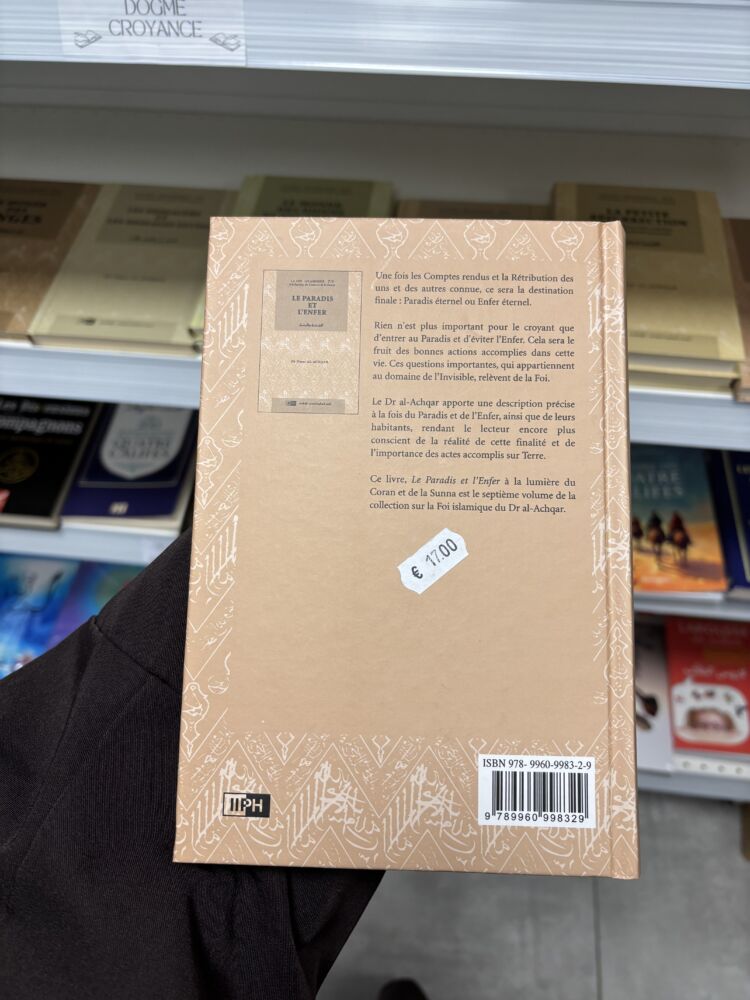 DOGME
CROYANCE
LE PARADIS
ET
L'ENFER
Une fois les Comptes rendus et la Rétribution des
uns et des autres connue, ce sera la destination
finale : Paradis éternel ou Enfer éternel.
Rien n'est plus important pour le croyant que
d'entrer au Paradis et d'éviter l'Enfer. Cela sera le
fruit des bonnes actions accomplies dans cette
vie. Ces questions importantes, qui appartiennent
au domaine de l'Invisible, relèvent de la Foi.
Le Dr al-Achqar apporte une description précise
à la fois du Paradis et de l'Enfer, ainsi que de leurs
habitants, rendant le lecteur encore plus
conscient de la réalité de cette finalité et de
l'importance des actes accomplis sur Terre.
Ce livre, Le Paradis et l'Enfer à la lumière du
Coran et de la Sunna est le septième volume de la
collection sur la Foi islamique du Dr al-Achqar.
€ 17.00
ISBN 978- 9960-9983-2-9
9 789960 998329
IIPH
LA PETITE
QUATRE
CALIFES